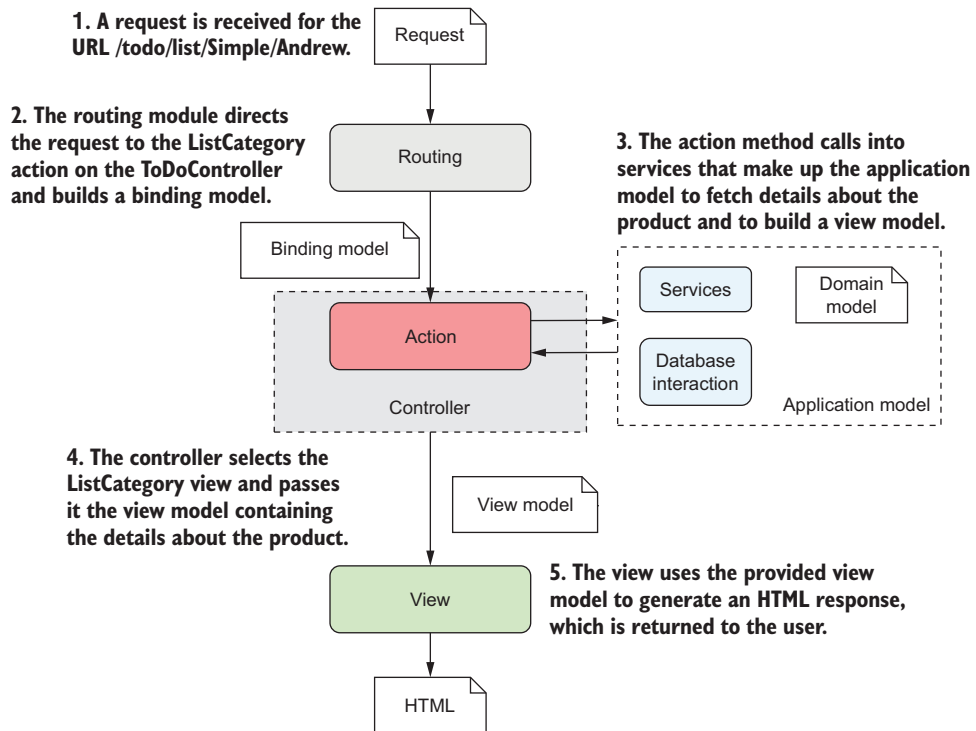 1. A request is received for the
URL /todo/list/Simple/Andrew.
Request
2. The routing module directs
the request to the ListCategory
action on the ToDoController
and builds a binding model.
Routing
3. The action method calls into
services that make up the application
model to fetch details about the
product and to build a view model.
Binding model
Services
Domain
model
Action
Database
interaction
Controller
Application model
4. The controller selects the
ListCategory view and passes
it the view model containing
the details about the product.
View model
View
5. The view uses the provided view
model to generate an HTML response,
which is returned to the user.
HTML